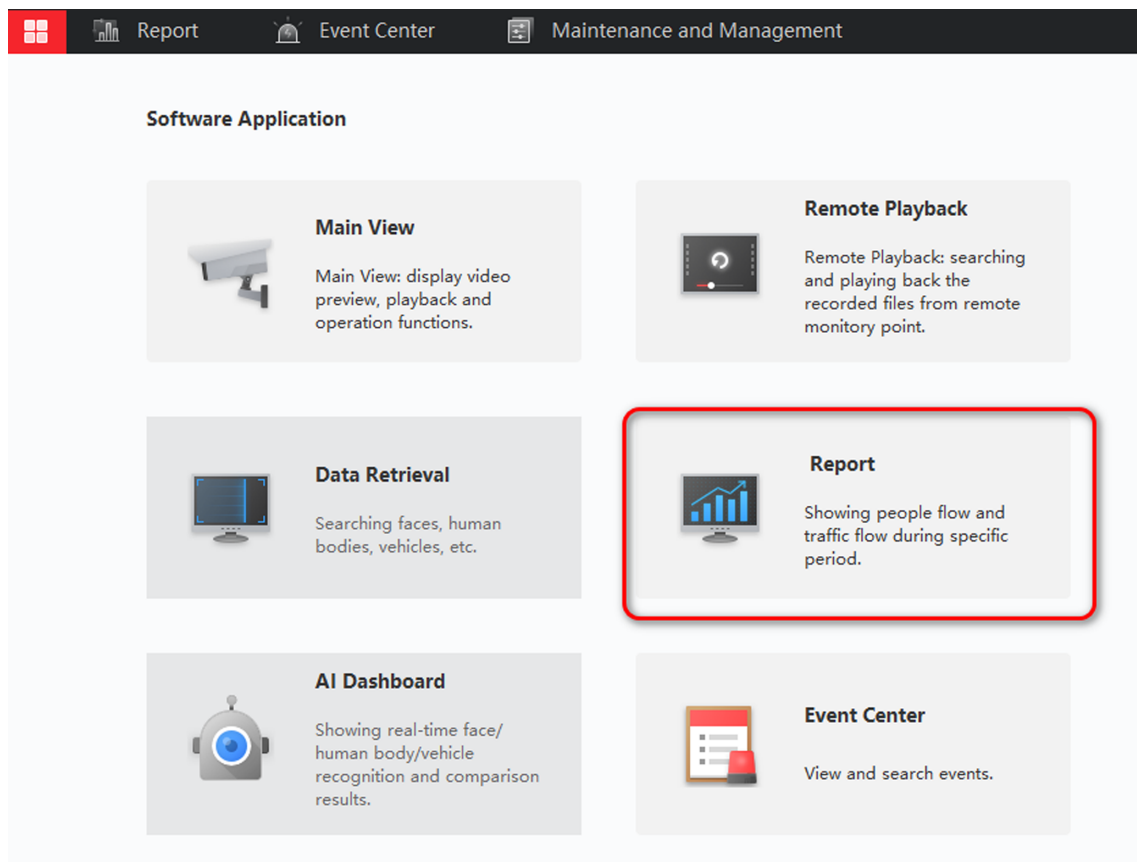 Report
Event Center
Maintenance and Management
Software Application
Main View
Main View: display video
preview, playback and
operation functions.
Remote Playback
Remote Playback: searching
and playing back the
recorded files from remote
monitory point.
Data Retrieval
Searching faces, human
bodies, vehicles, etc.
Report
Showing people flow and
traffic flow during specific
period.
AI Dashboard
Showing real-time face/
human body/vehicle
recognition and comparison
results.
Event Center
View and search events.